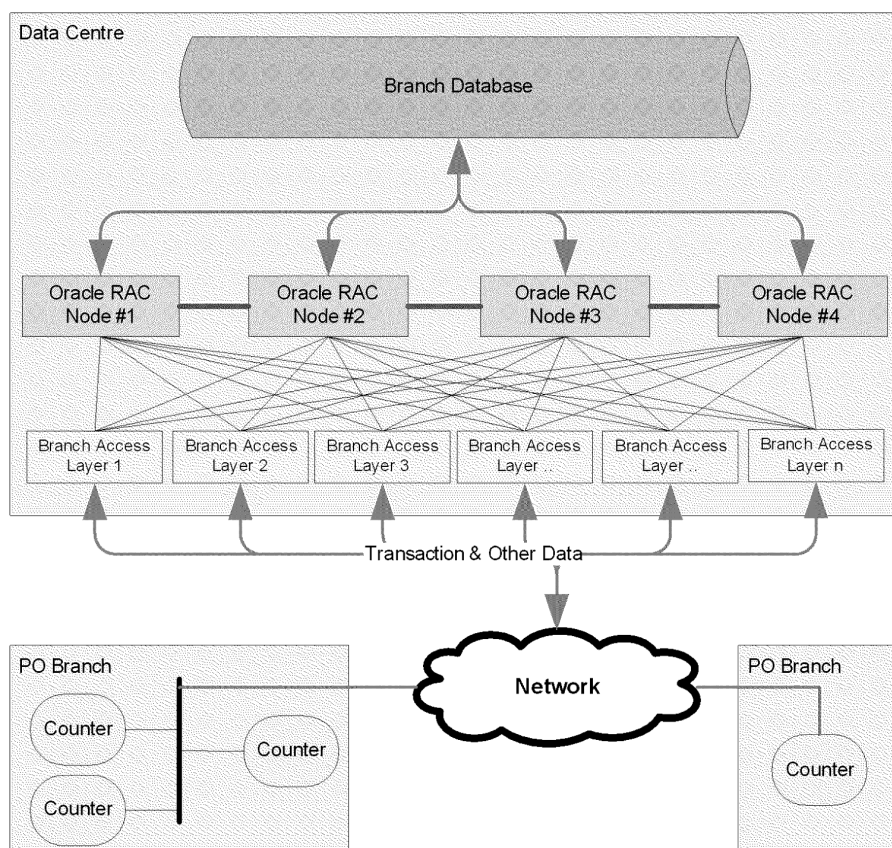 Data Centre
Branch Database
Oracle RAC
Node #1
Oracle RAC
Node #2
Oracle RAC
Node #3
Oracle RAC
Node #4
Branch Access
Layer 1
Branch Access
Layer 2
Branch Access
Layer 3
Branch Access
Layer ..
Branch Access
Layer ..
Branch Access
Layer n
Transaction & Other Data
PO Branch
Counter
Counter
Counter
Network
PO Branch
Counter